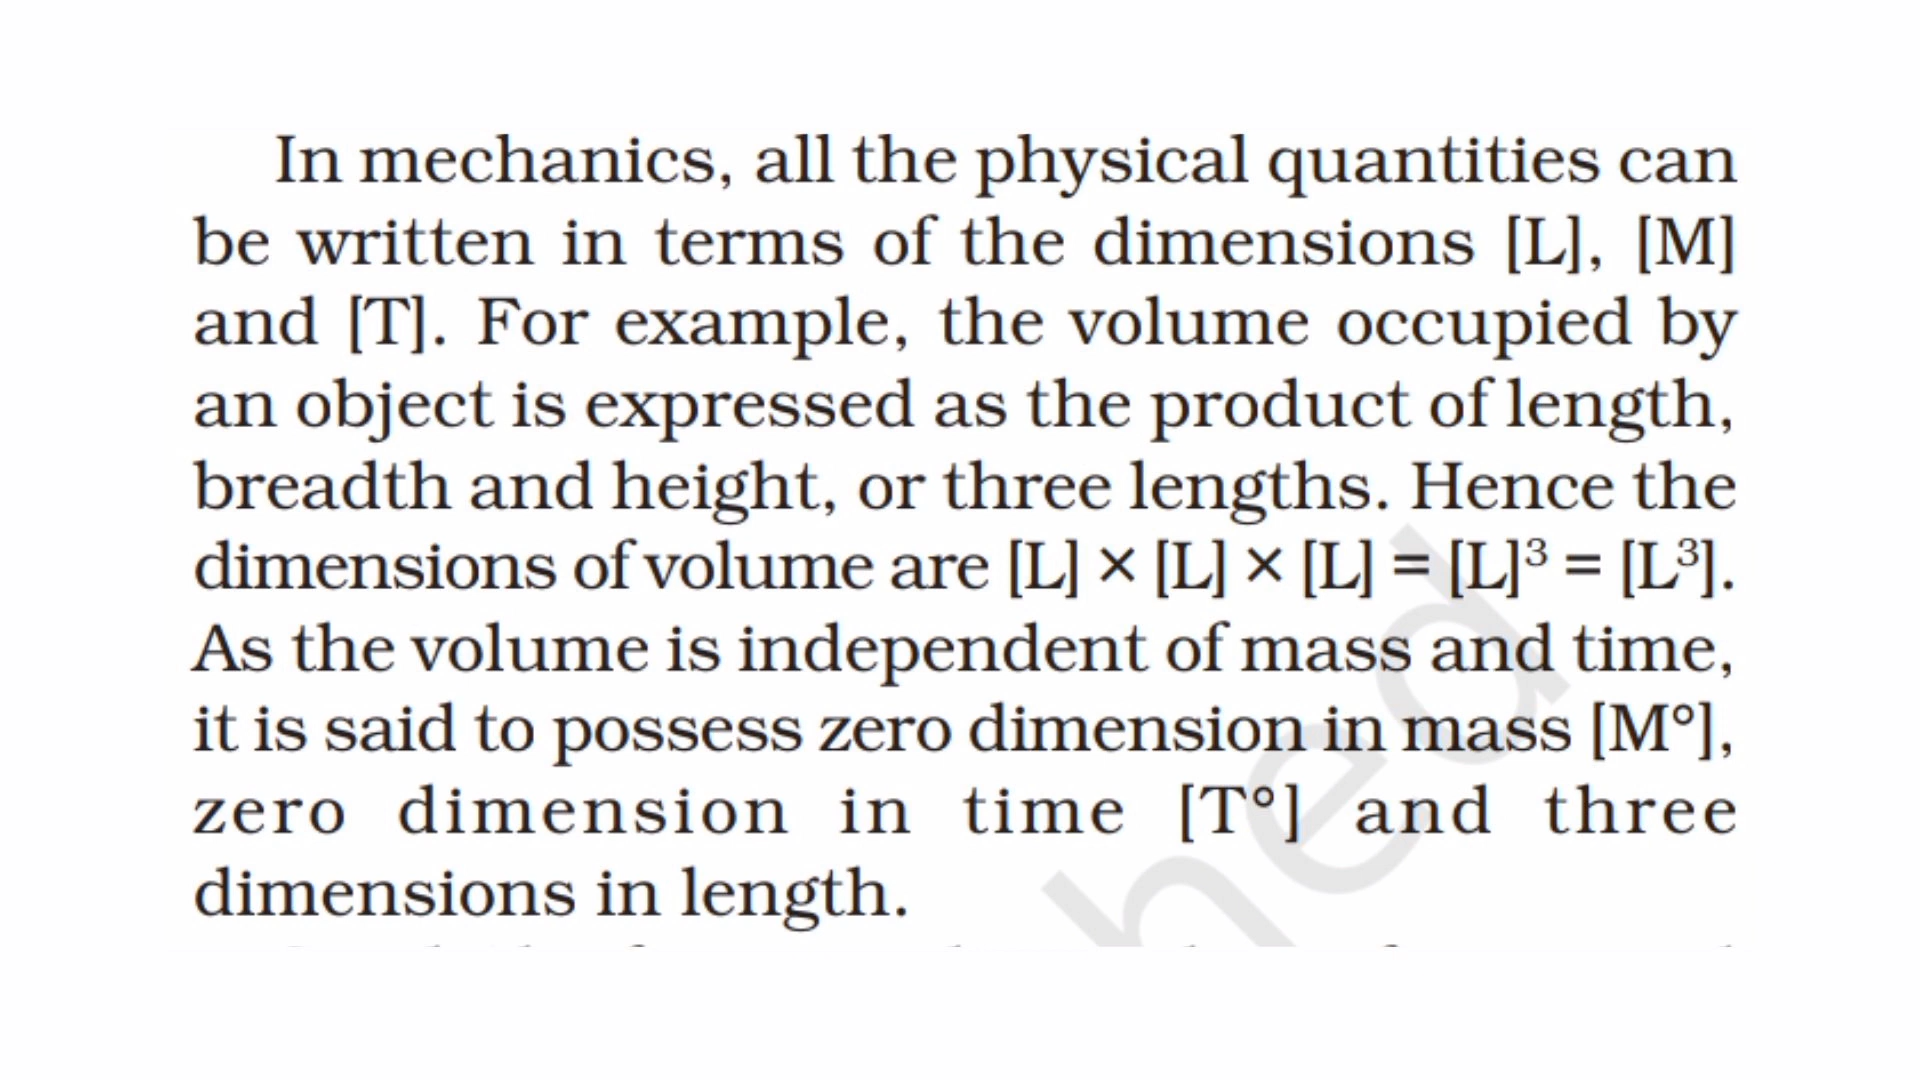 In mechanics, all the physical quantities can
be written in terms of the dimensions [L], [M]
and [T]. For example, the volume occupied by
an object is expressed as the product of length,
breadth and height, or three lengths. Hence the
dimensions of volume are [L] × [L] × [L] = [L]³ = [L³].
As the volume is independent of mass and time,
it is said to possess zero dimension in mass [M°],
zero dimension in time [T°] and three
dimensions in length.
hed